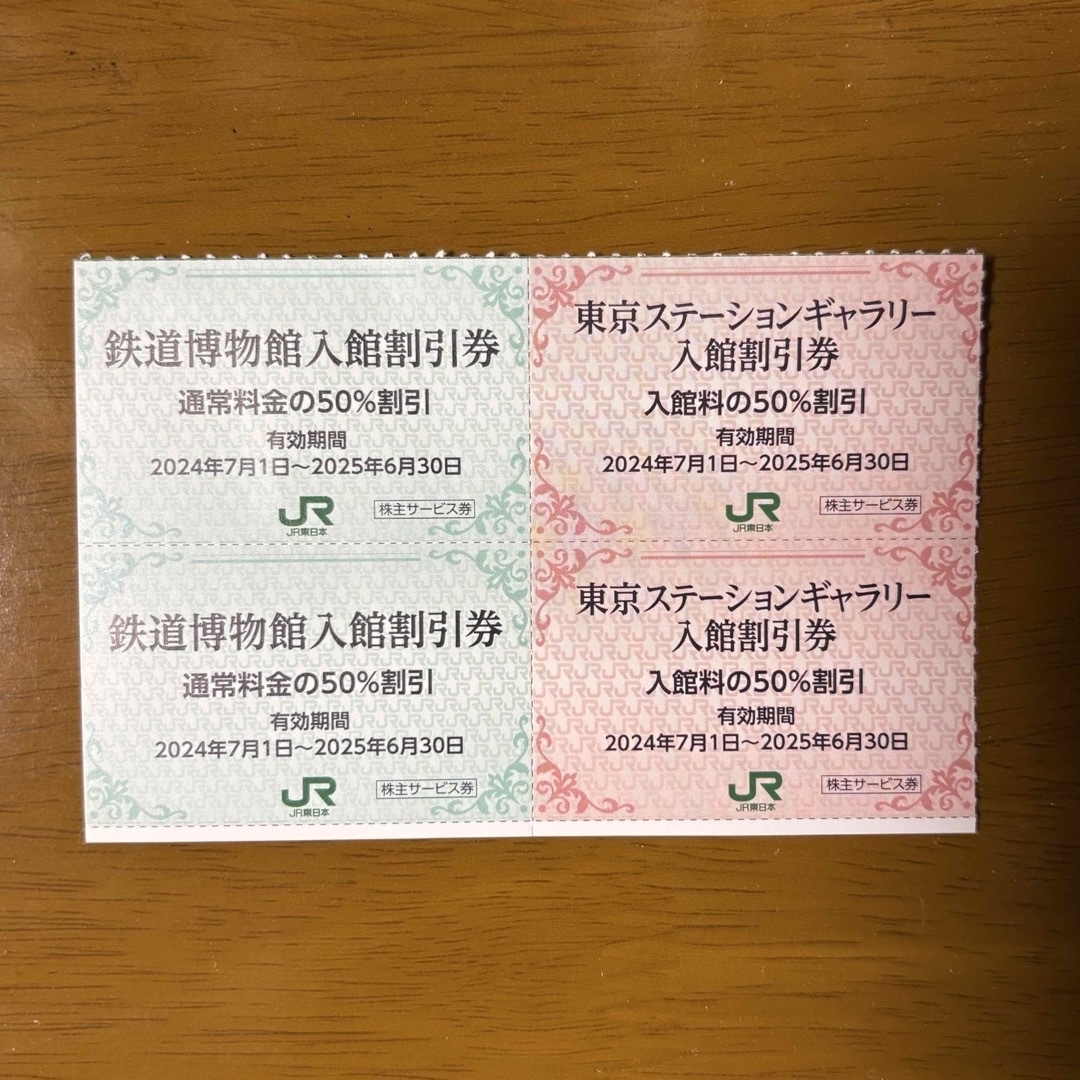 鉄道博物館入館割引券
通常料金の50%割引
有効期間
2024年7月1日〜2025年6月30日
JR
JR東日本
株主サービス券
東京ステーションギャラリー
入館割引券
入館料の50%割引
有効期間
2024年7月1日〜2025年6月30日
JR
JR東日本
株主サービス券
鉄道博物館入館割引券
通常料金の50%割引
有効期間
2024年7月1日〜2025年6月30日
JR
JR東日本
株主サービス券
東京ステーションギャラリー
入館割引券
入館料の50%割引
有効期間
2024年7月1日〜2025年6月30日
JR
JR東日本
株主サービス券